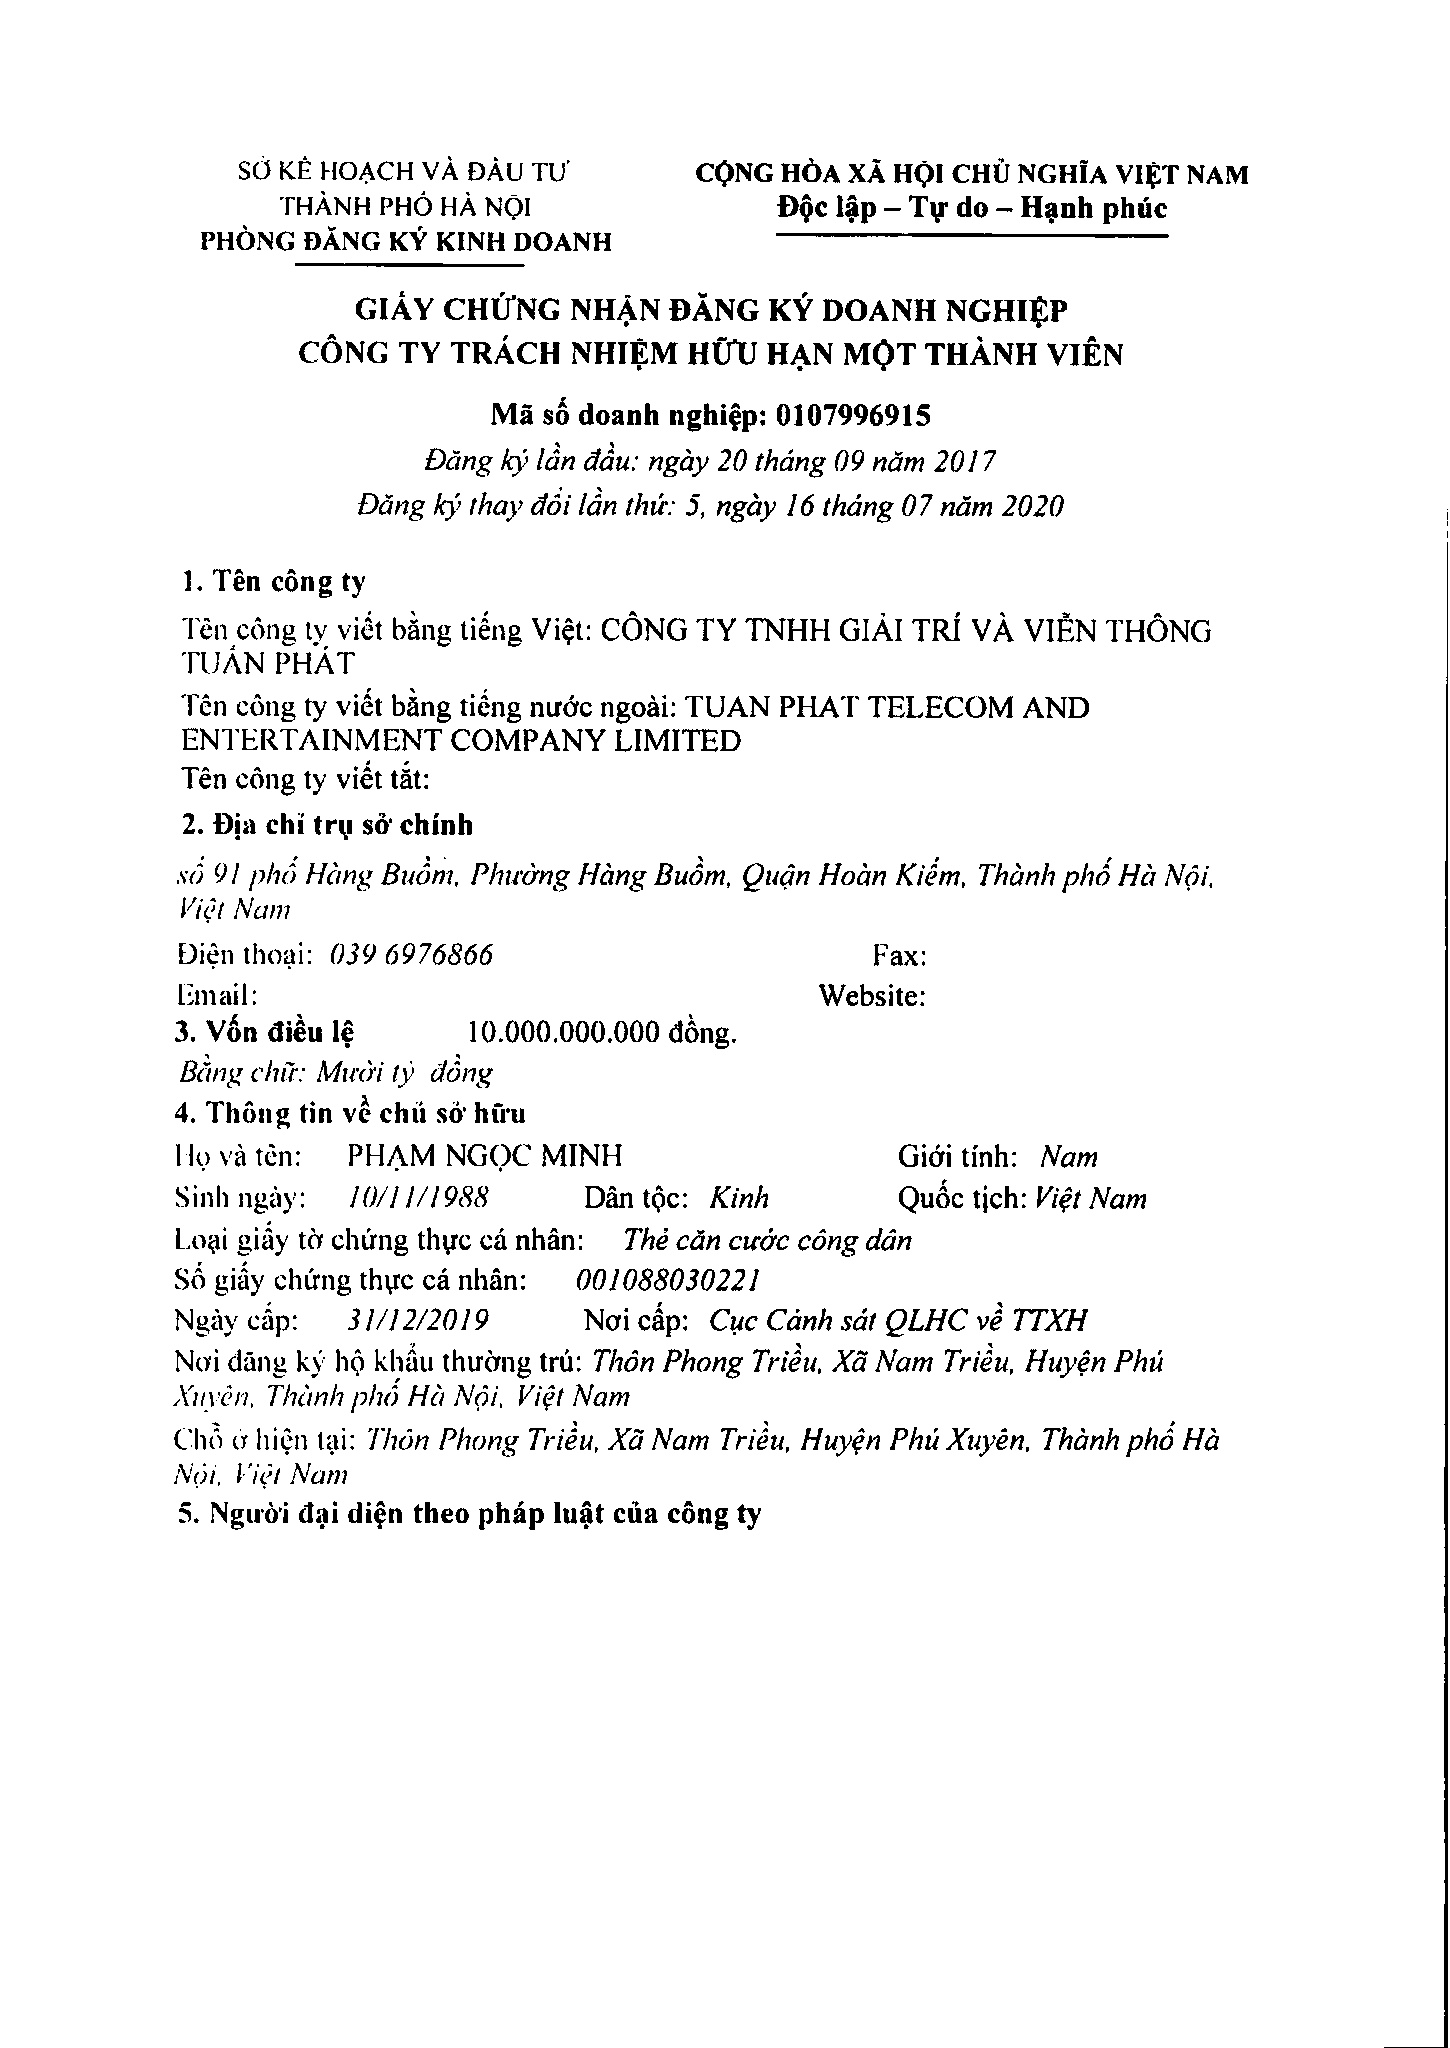 SỞ KẾ HOẠCH VÀ ĐẦU TƯ
THÀNH PHỐ HÀ NỘI
PHÒNG ĐĂNG KÝ KINH DOANH
CỘNG HÒA XÃ HỘI CHỦ NGHĨA VIỆT NAM
Độc lập – Tự do – Hạnh phúc
GIẤY CHỨNG NHẬN ĐĂNG KÝ DOANH NGHIỆP
CÔNG TY TRÁCH NHIỆM HỮU HẠN MỘT THÀNH VIÊN
Mã số doanh nghiệp: 0107996915
Đăng ký lần đầu: ngày 20 tháng 09 năm 2017
Đăng ký thay đổi lần thứ: 5, ngày 16 tháng 07 năm 2020
1. Tên công ty
Tên công ty viết bằng tiếng Việt: CÔNG TY TNHH GIẢI TRÍ VÀ VIỄN THÔNG
TUẤN PHÁT
Tên công ty viết bằng tiếng nước ngoài: TUAN PHAT TELECOM AND
ENTERTAINMENT COMPANY LIMITED
Tên công ty viết tắt:
2. Địa chỉ trụ sở chính
số 91 phố Hàng Buồm, Phường Hàng Buồm, Quận Hoàn Kiếm, Thành phố Hà Nội,
Việt Nam
Điện thoại: 039 6976866 Fax:
Email: Website:
3. Vốn điều lệ 10.000.000.000 đồng.
Bằng chữ: Mười tỷ đồng
4. Thông tin về chủ sở hữu
Họ và tên: PHẠM NGỌC MINH Giới tính: Nam
Sinh ngày: 10/11/1988 Dân tộc: Kinh Quốc tịch: Việt Nam
Loại giấy tờ chứng thực cá nhân: Thẻ căn cước công dân
Số giấy chứng thực cá nhân: 001088030221
Ngày cấp: 31/12/2019 Nơi cấp: Cục Cảnh sát QLHC về TTXH
Nơi đăng ký hộ khẩu thường trú: Thôn Phong Triều, Xã Nam Triều, Huyện Phú
Xuyên, Thành phố Hà Nội, Việt Nam
Chỗ ở hiện tại: Thôn Phong Triều, Xã Nam Triều, Huyện Phú Xuyên, Thành phố Hà
Nội, Việt Nam
5. Người đại diện theo pháp luật của công ty